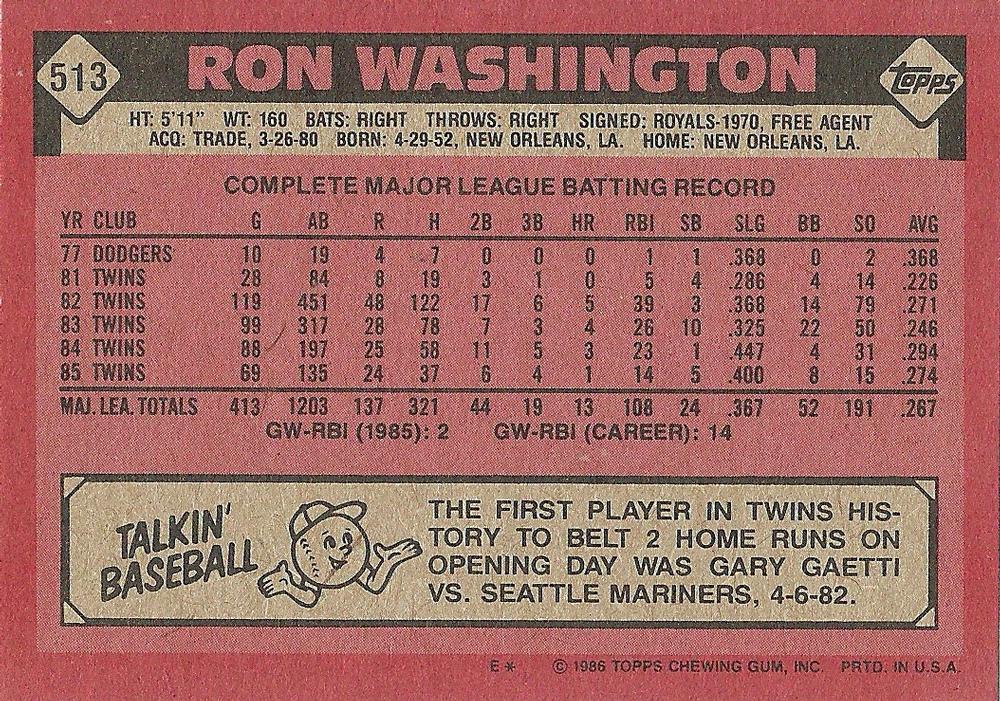 513 RON WASHINGTON TOPPS
HT: 5'11" WT: 160 BATS: RIGHT THROWS: RIGHT SIGNED: ROYALS-1970, FREE AGENT
ACQ: TRADE, 3-26-80 BORN: 4-29-52, NEW ORLEANS, LA. HOME: NEW ORLEANS, LA.
COMPLETE MAJOR LEAGUE BATTING RECORD
YR CLUB G AB R H 2B 3B HR RBI SB SLG BB SO AVG
77 DODGERS 10 19 4 7 0 0 0 1 1 .368 0 2 .368
81 TWINS 28 84 8 19 3 1 0 5 4 .286 4 14 .226
82 TWINS 119 451 48 122 17 6 5 39 3 .368 14 79 .271
83 TWINS 99 317 28 78 7 3 4 26 10 .325 22 50 .246
84 TWINS 88 197 25 58 11 5 3 23 1 .447 4 31 .294
85 TWINS 69 135 24 37 6 4 1 14 5 .400 8 15 .274
MAJ. LEA. TOTALS 413 1203 137 321 44 19 13 108 24 .367 52 191 .267
GW-RBI (1985): 2 GW-RBI (CAREER): 14
TALKIN'
BASEBALL
THE FIRST PLAYER IN TWINS HIS-
TORY TO BELT 2 HOME RUNS ON
OPENING DAY WAS GARY GAETTI
VS. SEATTLE MARINERS, 4-6-82.
E* © 1986 TOPPS CHEWING GUM, INC. PRTD. IN U.S.A.